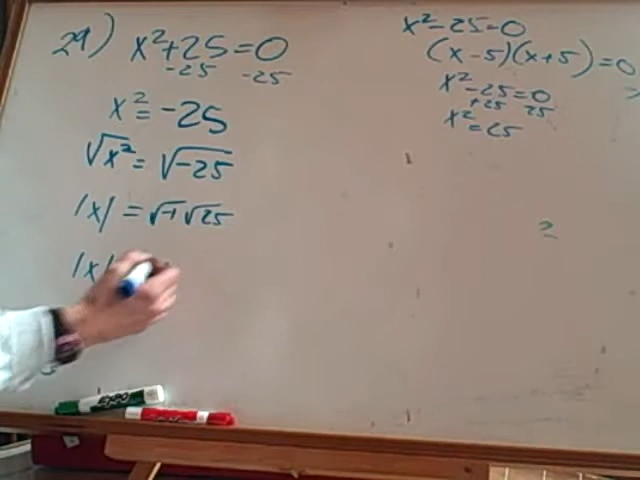 29) x²+25=0
-25 -25
x²=-25
√x²=√-25
|x|=√-1√25
|x|
x²-25=0
(x-5)(x+5)=0
x²-25=0
+25 25
x²=25
EXPO